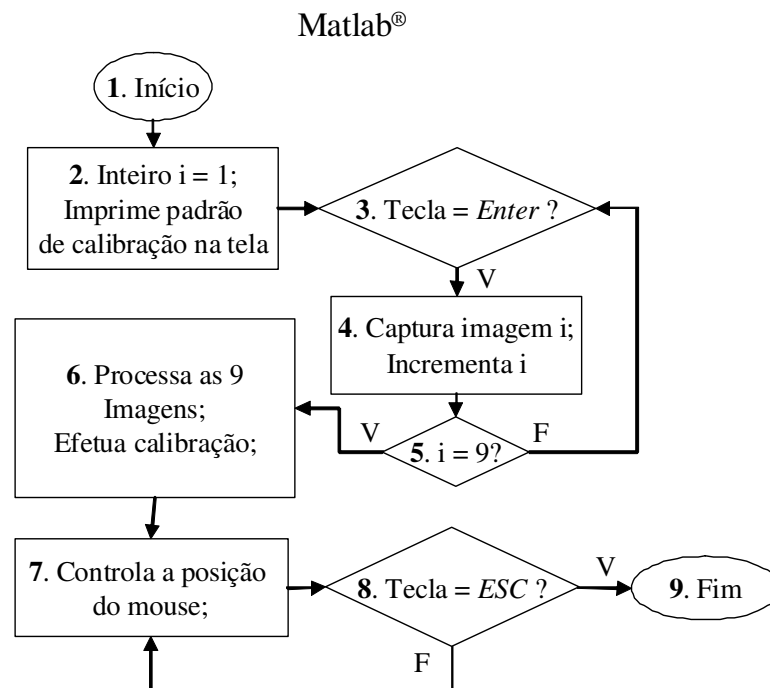 Matlab®
1. Início
2. Inteiro i = 1;
Imprime padrão
de calibração na tela
3. Tecla = Enter ?
V
4. Captura imagem i;
Incrementa i
5. i = 9?
V
F
6. Processa as 9
Imagens;
Efetua calibração;
7. Controla a posição
do mouse;
8. Tecla = ESC ?
V
9. Fim
F